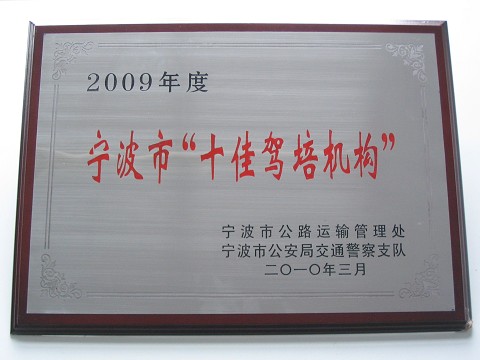 2009年度
宁波市“十佳驾培机构”
宁波市公路运输管理处
宁波市公安局交通警察支队
二〇一〇年三月